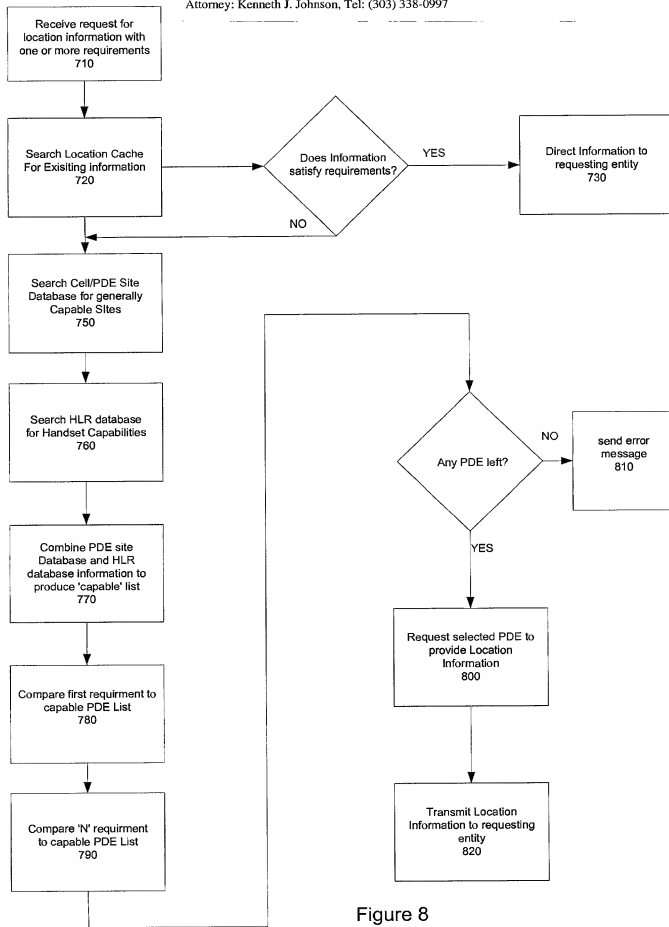 Attorney: Kenneth J. Johnson, Tel: (303) 338-0997
Receive request for
location information with
one or more requirements
710
Search Location Cache
For Exisiting information
720
Does Information
satisfy requirements?
YES
Direct Information to
requesting entity
730
NO
Search Cell/PDE Site
Database for generally
Capable SItes
750
Search HLR database
for Handset Capabilities
760
Combine PDE site
Database and HLR
database information to
produce 'capable' list
770
Compare first requirment to
capable PDE List
780
Compare 'N' requirment
to capable PDE List
790
Any PDE left?
NO
send error
message
810
YES
Request selected PDE to
provide Location
Information
800
Transmit Location
Information to requesting
entity
820
Figure 8